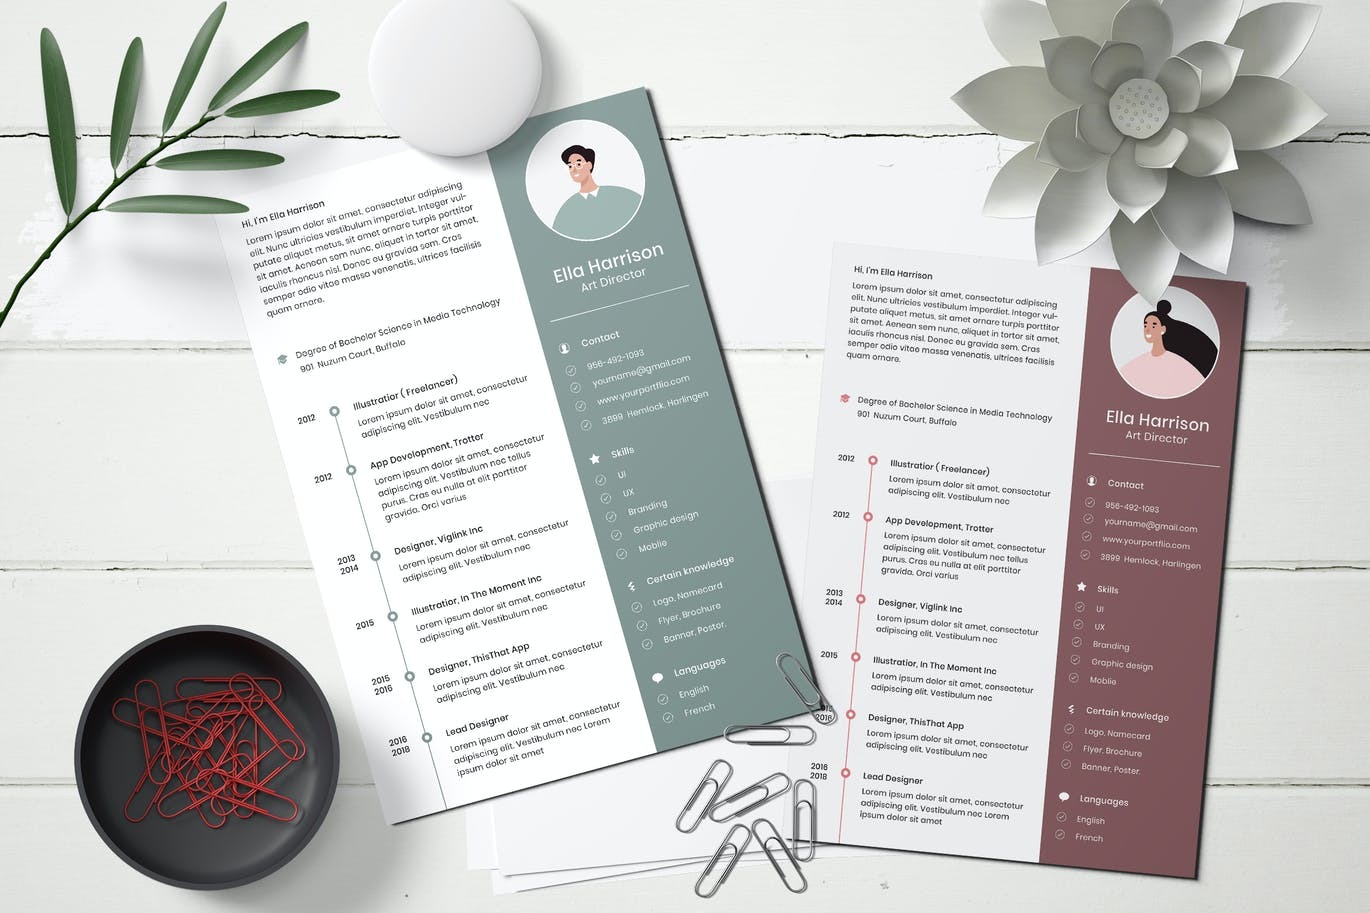 Hi, I'm Ella Harrison
Lorem ipsum dolor sit amet, consectetur adipiscing
elit. Nunc ultricies vestibulum imperdiet. Integer vul-
putate aliquet metus, sit amet ornare turpis porttitor
sit amet. Aenean sem nunc, aliquet in tortor sit amet,
iaculis rhoncus nisl. Donec eu gravida sem. Cras
semper odio vitae massa venenatis, ultrices facilisis
quam ornare.
Degree of Bachelor Science in Media Technology
901 Nuzum Court, Buffalo
2012
Illustratior ( Freelancer)
Lorem ipsum dolor sit amet, consectetur
adipiscing elit. Vestibulum nec
2012
App Development, Trotter
Lorem ipsum dolor sit amet, consectetur
adipiscing elit. Vestibulum nec tellus
purus. Cras eu nulla at elit porttitor
gravida. Orci varius
2013
2014
Designer, Viglink Inc
Lorem ipsum dolor sit amet, consectetur
adipiscing elit. Vestibulum nec
2015
Illustratior, In The Moment Inc
Lorem ipsum dolor sit amet, consectetur
adipiscing elit. Vestibulum nec
2015
2016
Designer, ThisThat App
Lorem ipsum dolor sit amet, consectetur
adipiscing elit. Vestibulum nec
2016
2018
Lead Designer
Lorem ipsum dolor sit amet, consectetur
adipiscing elit. Vestibulum nec Lorem
ipsum dolor sit amet
Ella Harrison
Art Director
Contact
956-492-1093
yourname@gmail.com
www.yourportflio.com
3899 Hemlock, Harlingen
Skills
UI
UX
Branding
Graphic design
Moblie
Certain knowledge
Logo, Namecard
Flyer, Brochure
Banner, Poster.
Languages
English
French
Hi, I'm Ella Harrison
Lorem ipsum dolor sit amet, consectetur adipiscing
elit. Nunc ultricies vestibulum imperdiet. Integer vul-
putate aliquet metus, sit amet ornare turpis porttitor
sit amet. Aenean sem nunc, aliquet in tortor sit amet,
iaculis rhoncus nisl. Donec eu gravida sem. Cras
semper odio vitae massa venenatis, ultrices facilisis
quam ornare.
Degree of Bachelor Science in Media Technology
901 Nuzum Court, Buffalo
2012
Illustratior ( Freelancer)
Lorem ipsum dolor sit amet, consectetur
adipiscing elit. Vestibulum nec
2012
App Development, Trotter
Lorem ipsum dolor sit amet, consectetur
adipiscing elit. Vestibulum nec tellus
purus. Cras eu nulla at elit porttitor
gravida. Orci varius
2013
2014
Designer, Viglink Inc
Lorem ipsum dolor sit amet, consectetur
adipiscing elit. Vestibulum nec
2015
Illustratior, In The Moment Inc
Lorem ipsum dolor sit amet, consectetur
adipiscing elit. Vestibulum nec
Designer, ThisThat App
Lorem ipsum dolor sit amet, consectetur
adipiscing elit. Vestibulum nec
2016
2018
Lead Designer
Lorem ipsum dolor sit amet, consectetur
adipiscing elit. Vestibulum nec Lorem
ipsum dolor sit amet
Ella Harrison
Art Director
Contact
956-492-1093
yourname@gmail.com
www.yourportflio.com
3899 Hemlock, Harlingen
Skills
UI
UX
Branding
Graphic design
Moblie
Certain knowledge
Logo, Namecard
Flyer, Brochure
Banner, Poster.
Languages
English
French